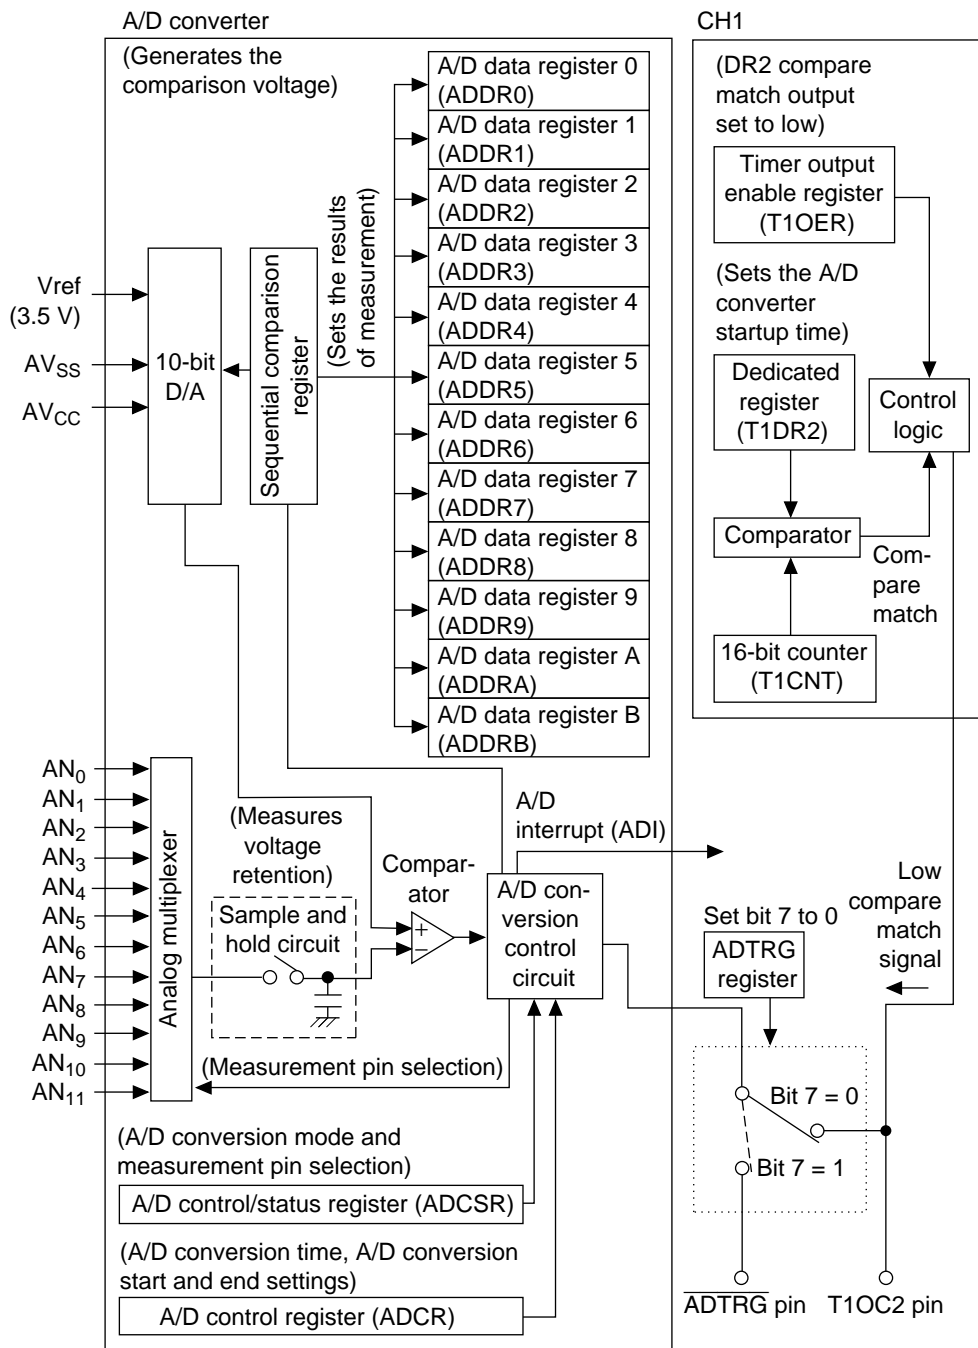 A/D converter
(Generates the
comparison voltage)
A/D data register 0
(ADDR0)
A/D data register 1
(ADDR1)
A/D data register 2
(ADDR2)
A/D data register 3
(ADDR3)
A/D data register 4
(ADDR4)
A/D data register 5
(ADDR5)
A/D data register 6
(ADDR6)
A/D data register 7
(ADDR7)
A/D data register 8
(ADDR8)
A/D data register 9
(ADDR9)
A/D data register A
(ADDRA)
A/D data register B
(ADDRB)
(Sets the results
of measurement)
Vref
(3.5 V)
AVSS
AVCC
10-bit
D/A
Sequential comparison
register
CH1
(DR2 compare
match output
set to low)
Timer output
enable register
(T1OER)
(Sets the A/D
converter
startup time)
Dedicated
register
(T1DR2)
Control
logic
Comparator
Com-
pare
match
16-bit counter
(T1CNT)
AN0
AN1
AN2
AN3
AN4
AN5
AN6
AN7
AN8
AN9
AN10
AN11
Analog multiplexer
(Measures
voltage
retention)
Sample and
hold circuit
Compar-
ator
+
−
A/D
interrupt (ADI)
A/D con-
version
control
circuit
(Measurement pin selection)
Set bit 7 to 0
ADTRG
register
Low
compare
match
signal
Bit 7 = 0
Bit 7 = 1
(A/D conversion mode and
measurement pin selection)
A/D control/status register (ADCSR)
(A/D conversion time, A/D conversion
start and end settings)
A/D control register (ADCR)
ADTRG pin
T1OC2 pin